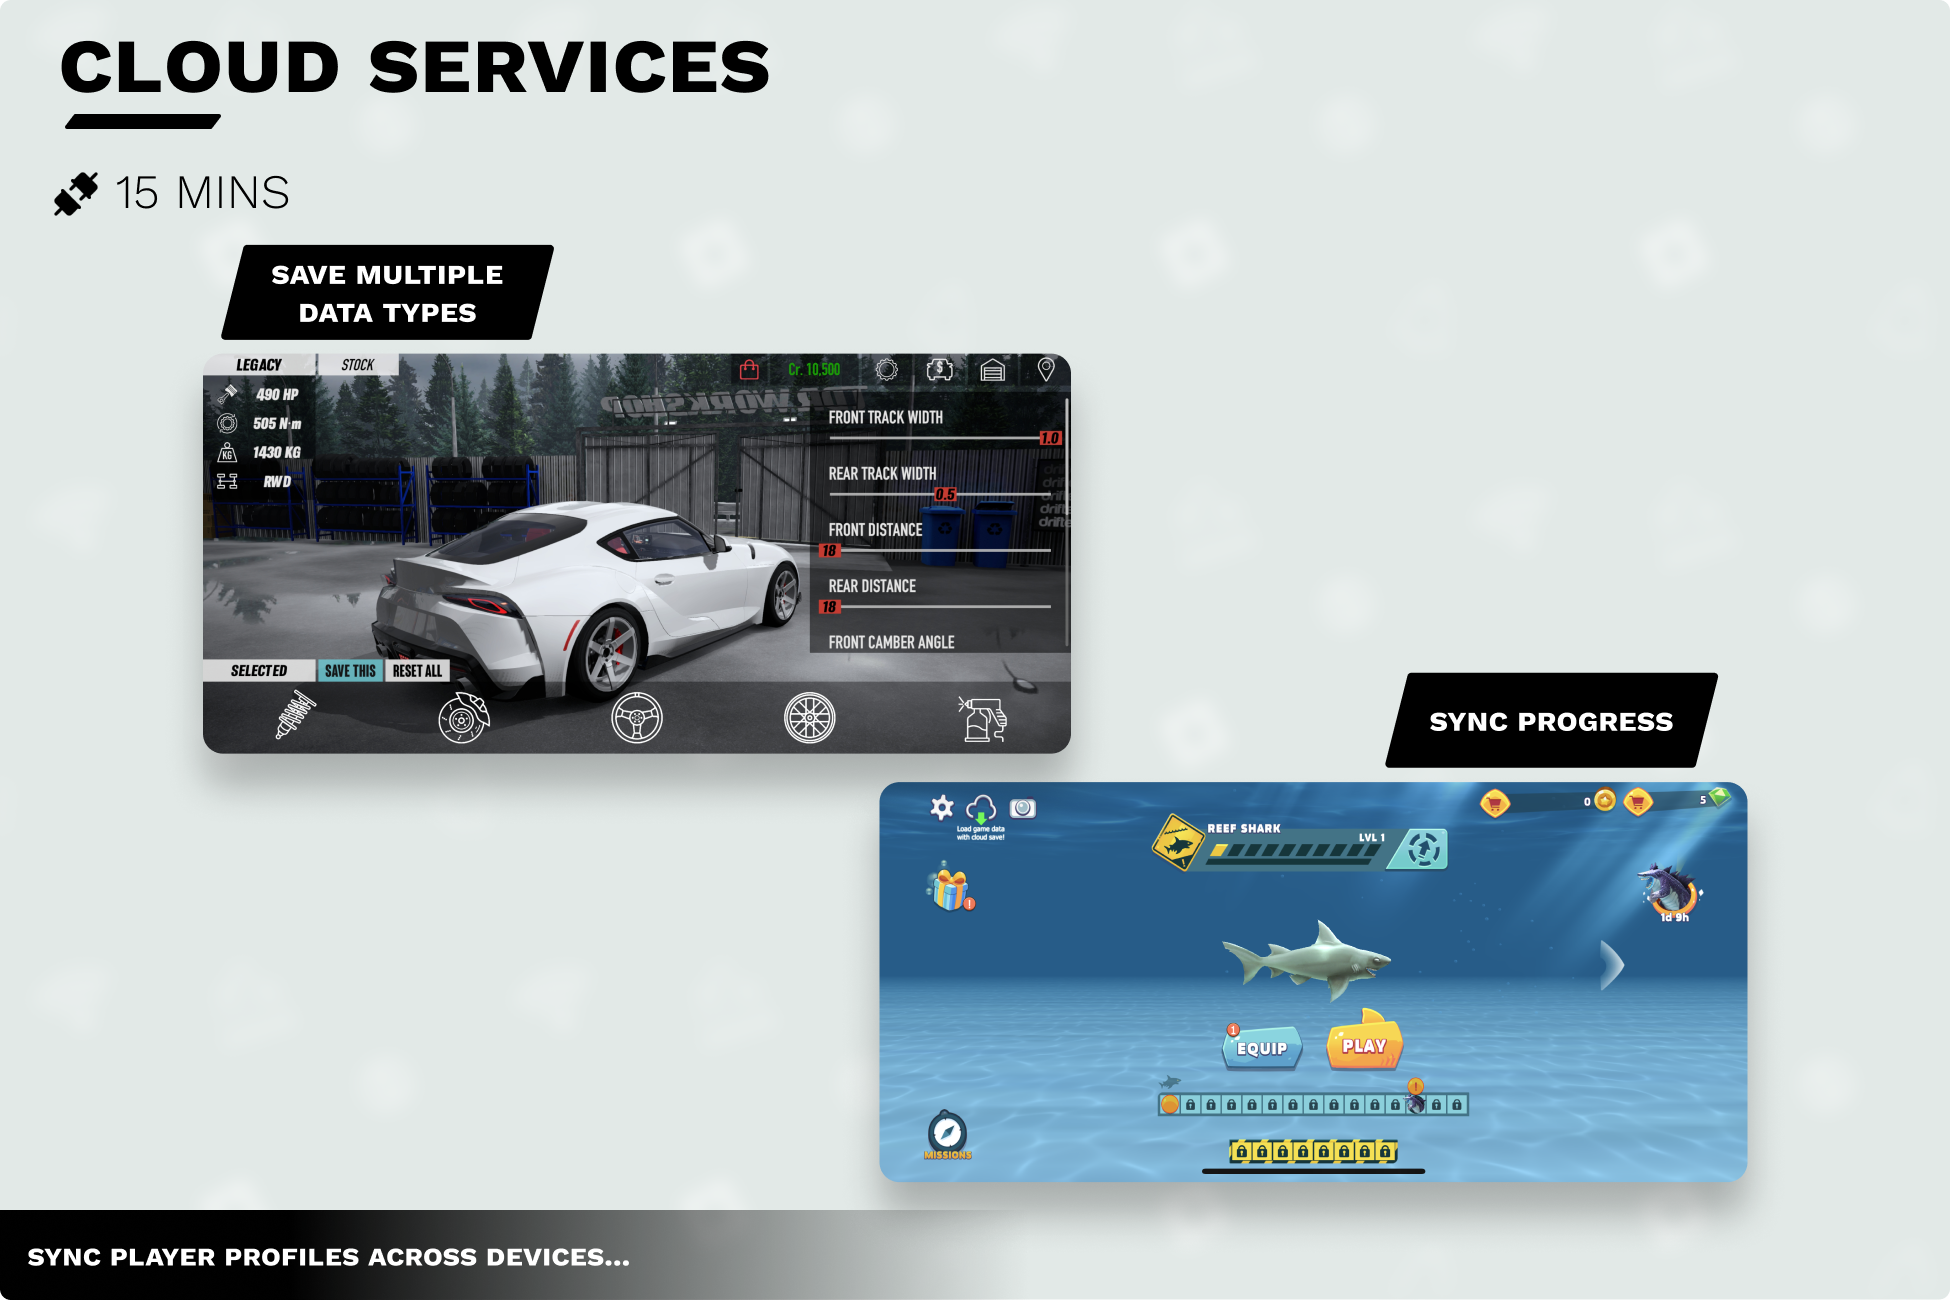 CLOUD SERVICES
15 MINS
SAVE MULTIPLE
DATA TYPES
LEGACY
STOCK
Cr. 10,500
490 HP
505 N·m
KG
1430 KG
RWD
WORKSHOP
FRONT TRACK WIDTH
1.0
REAR TRACK WIDTH
0.5
FRONT DISTANCE
18
REAR DISTANCE
18
FRONT CAMBER ANGLE
SELECTED
SAVE THIS
RESET ALL
SYNC PROGRESS
Load game data
with cloud save!
REEF SHARK
LVL 1
0
5
1d 9h
1
EQUIP
PLAY
MISSIONS
SYNC PLAYER PROFILES ACROSS DEVICES...